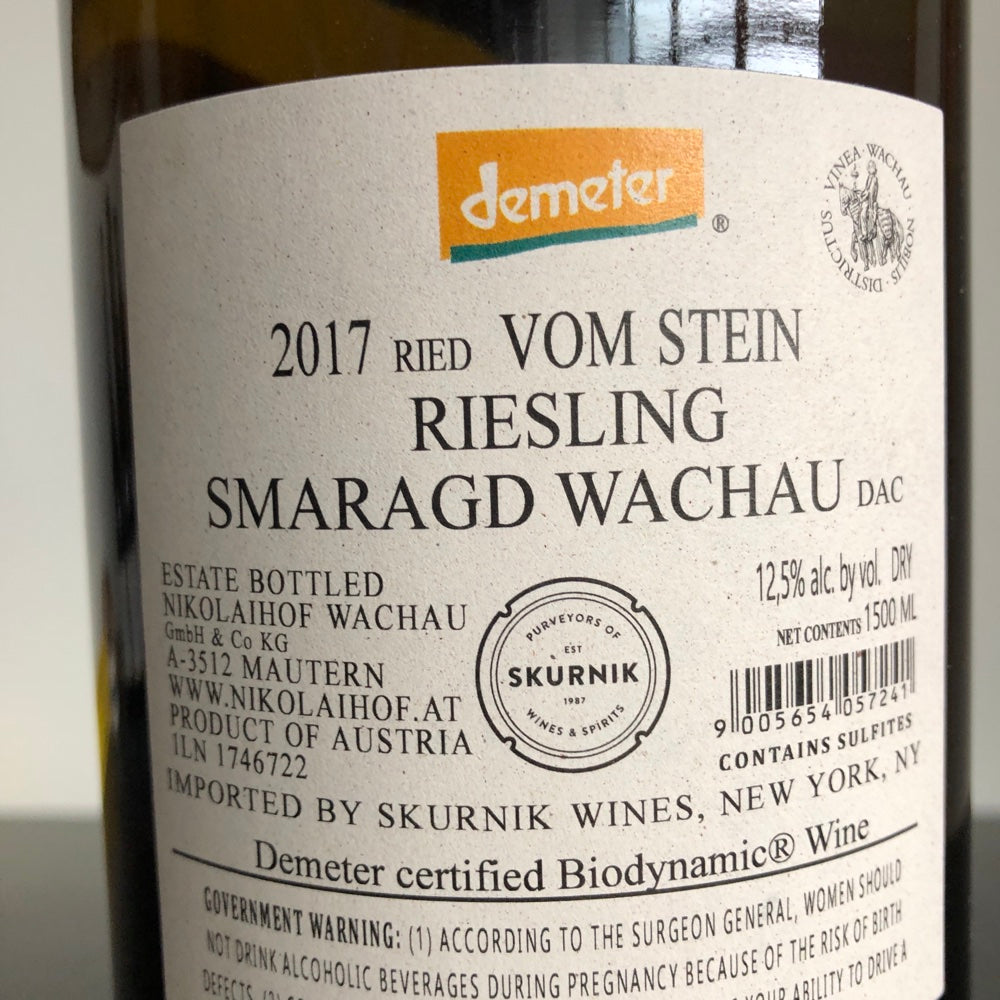 demeter ®
VINEA · WACHAU · NOBILIS · DISTRICTUS
2017 RIED VOM STEIN
RIESLING
SMARAGD WACHAU DAC
ESTATE BOTTLED
NIKOLAIHOF WACHAU
GmbH & Co KG
A-3512 MAUTERN
WWW.NIKOLAIHOF.AT
PRODUCT OF AUSTRIA
1LN 1746722
PURVEYORS OF
EST
SKURNIK
1987
WINES & SPIRITS
12,5% alc. by vol. DRY
NET CONTENTS 1500 ML
9 005654 057241
CONTAINS SULFITES
IMPORTED BY SKURNIK WINES, NEW YORK, NY
Demeter certified Biodynamic® Wine
GOVERNMENT WARNING: (1) ACCORDING TO THE SURGEON GENERAL, WOMEN SHOULD
NOT DRINK ALCOHOLIC BEVERAGES DURING PREGNANCY BECAUSE OF THE RISK OF BIRTH
DEFECTS. (2) YOUR ABILITY TO DRIVE A